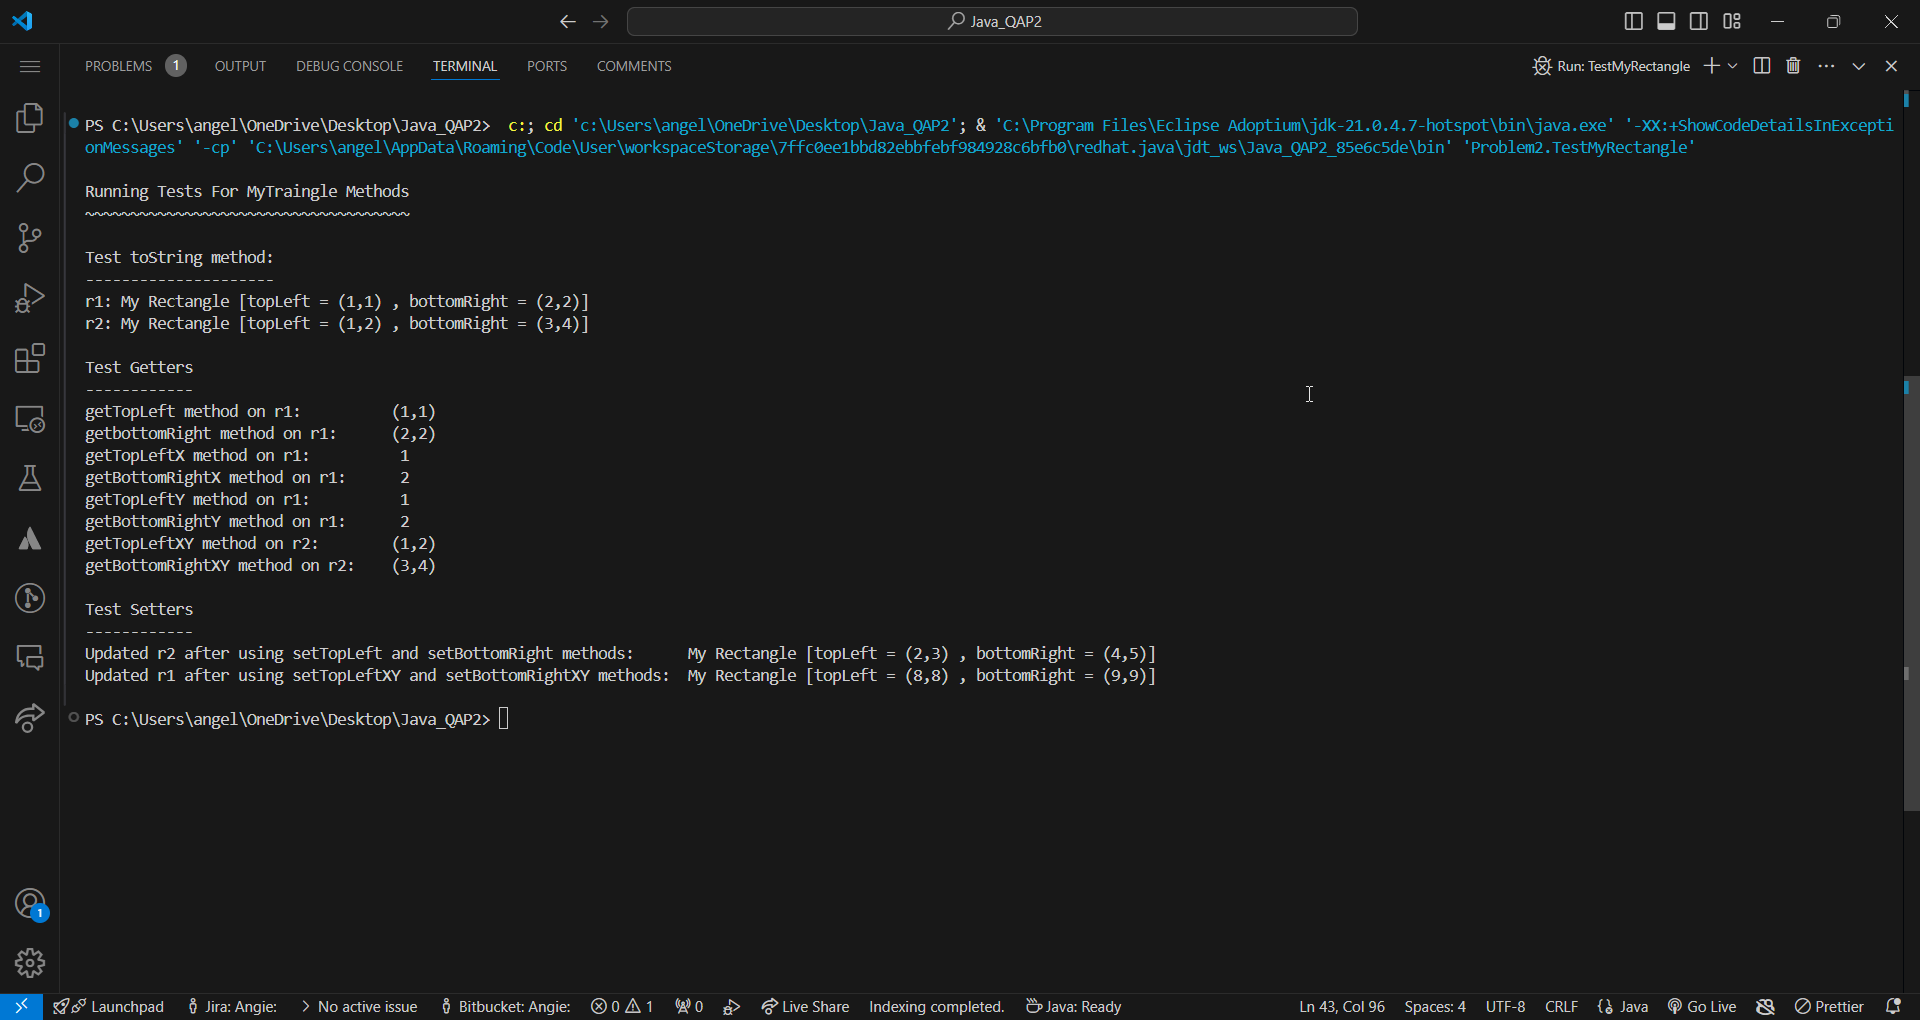 Java_QAP2
PROBLEMS 1 OUTPUT DEBUG CONSOLE TERMINAL PORTS COMMENTS Run: TestMyRectangle
PS C:\Users\angel\OneDrive\Desktop\Java_QAP2>  c:; cd 'c:\Users\angel\OneDrive\Desktop\Java_QAP2'; & 'C:\Program Files\Eclipse Adoptium\jdk-21.0.4.7-hotspot\bin\java.exe' '-XX:+ShowCodeDetailsInExcepti
onMessages' '-cp' 'C:\Users\angel\AppData\Roaming\Code\User\workspaceStorage\7ffc0ee1bbd82ebbfebf984928c6bfb0\redhat.java\jdt_ws\Java_QAP2_85e6c5de\bin' 'Problem2.TestMyRectangle'
Running Tests For MyTraingle Methods
~~~~~~~~~~~~~~~~~~~~~~~~~~~~~~~~~~~~
Test toString method:
---------------------
r1: My Rectangle [topLeft = (1,1) , bottomRight = (2,2)]
r2: My Rectangle [topLeft = (1,2) , bottomRight = (3,4)]
Test Getters
------------
getTopLeft method on r1:          (1,1)
getbottomRight method on r1:      (2,2)
getTopLeftX method on r1:          1
getBottomRightX method on r1:      2
getTopLeftY method on r1:          1
getBottomRightY method on r1:      2
getTopLeftXY method on r2:        (1,2)
getBottomRightXY method on r2:    (3,4)
Test Setters
------------
Updated r2 after using setTopLeft and setBottomRight methods:      My Rectangle [topLeft = (2,3) , bottomRight = (4,5)]
Updated r1 after using setTopLeftXY and setBottomRightXY methods:  My Rectangle [topLeft = (8,8) , bottomRight = (9,9)]
PS C:\Users\angel\OneDrive\Desktop\Java_QAP2>
1
Launchpad Jira: Angie: No active issue Bitbucket: Angie: 0 1 0 Live Share Indexing completed. Java: Ready Ln 43, Col 96 Spaces: 4 UTF-8 CRLF {} Java Go Live Prettier